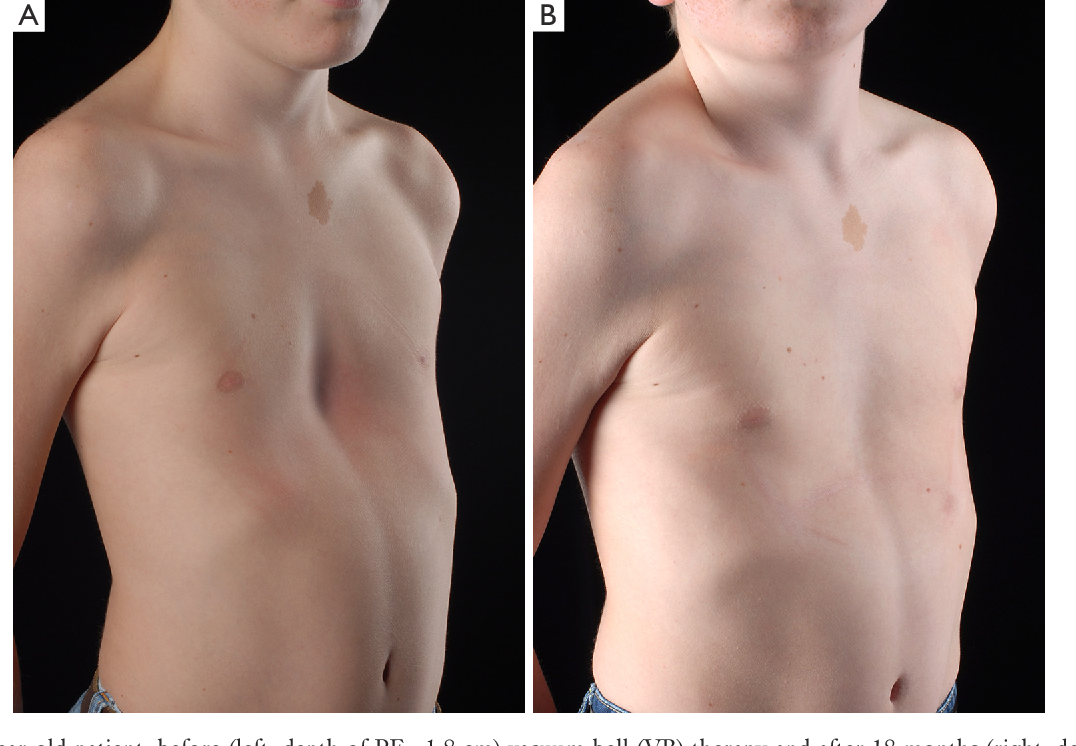 A
B
year-old patient, before (left, depth of PE =1.8 cm) vacuum bell (VB) therapy and after 18 months (right, de